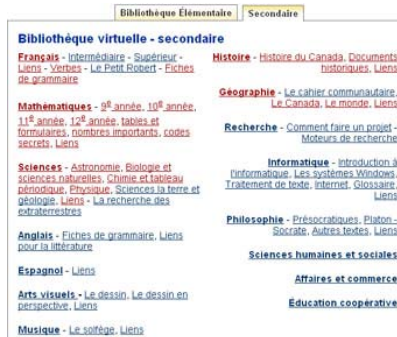 Bibliothèque Élémentaire
Secondaire
Bibliothèque virtuelle - secondaire
Français - Intermédiaire - Supérieur -
Liens - Verbes - Le Petit Robert - Fiches
de grammaire
Mathématiques - 9e année, 10e année,
11e année, 12e année, tables et
formulaires, nombres importants, codes
secrets, Liens
Sciences - Astronomie, Biologie et
sciences naturelles, Chimie et tableau
périodique, Physique, Sciences la terre et
géologie, Liens - La recherche des
extraterrestres
Anglais - Fiches de grammaire, Liens
pour la littérature
Espagnol - Liens
Arts visuels - Le dessin, Le dessin en
perspective, Liens
Musique - Le solfège, Liens
Histoire - Histoire du Canada, Documents
historiques, Liens
Géographie - Le cahier communautaire,
Le Canada, Le monde, Liens
Recherche - Comment faire un projet -
Moteurs de recherche
Informatique - Introduction à
l'informatique, Les systèmes Windows,
Traitement de texte, Internet, Glossaire,
Liens
Philosophie - Présocratiques, Platon -
Socrate, Autres textes, Liens
Sciences humaines et sociales
Affaires et commerce
Éducation coopérative